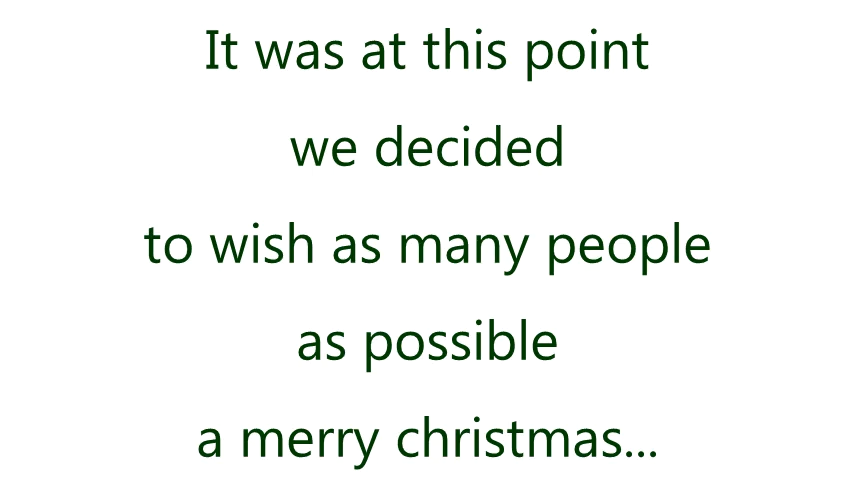 It was at this point
we decided
to wish as many people
as possible
a merry christmas...